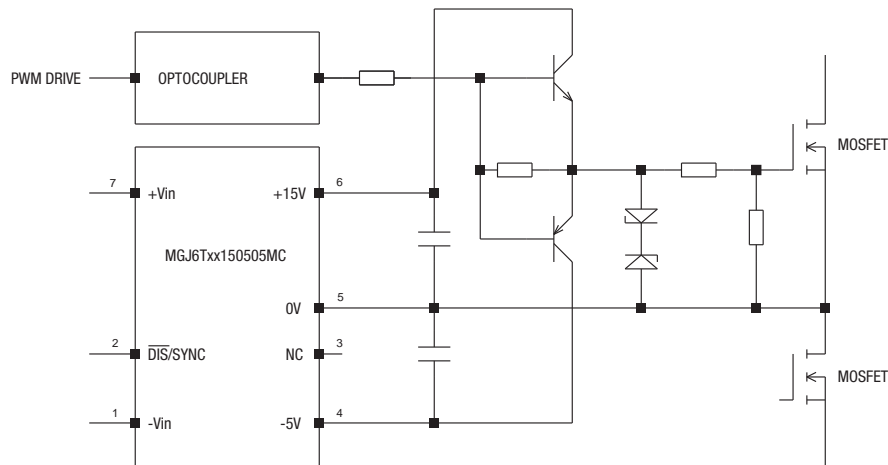 PWM DRIVE
OPTOCOUPLER
MOSFET
7
+Vin
+15V
6
MGJ6Txx150505MC
0V
5
2
DIS/SYNC
NC
3
MOSFET
1
-Vin
-5V
4